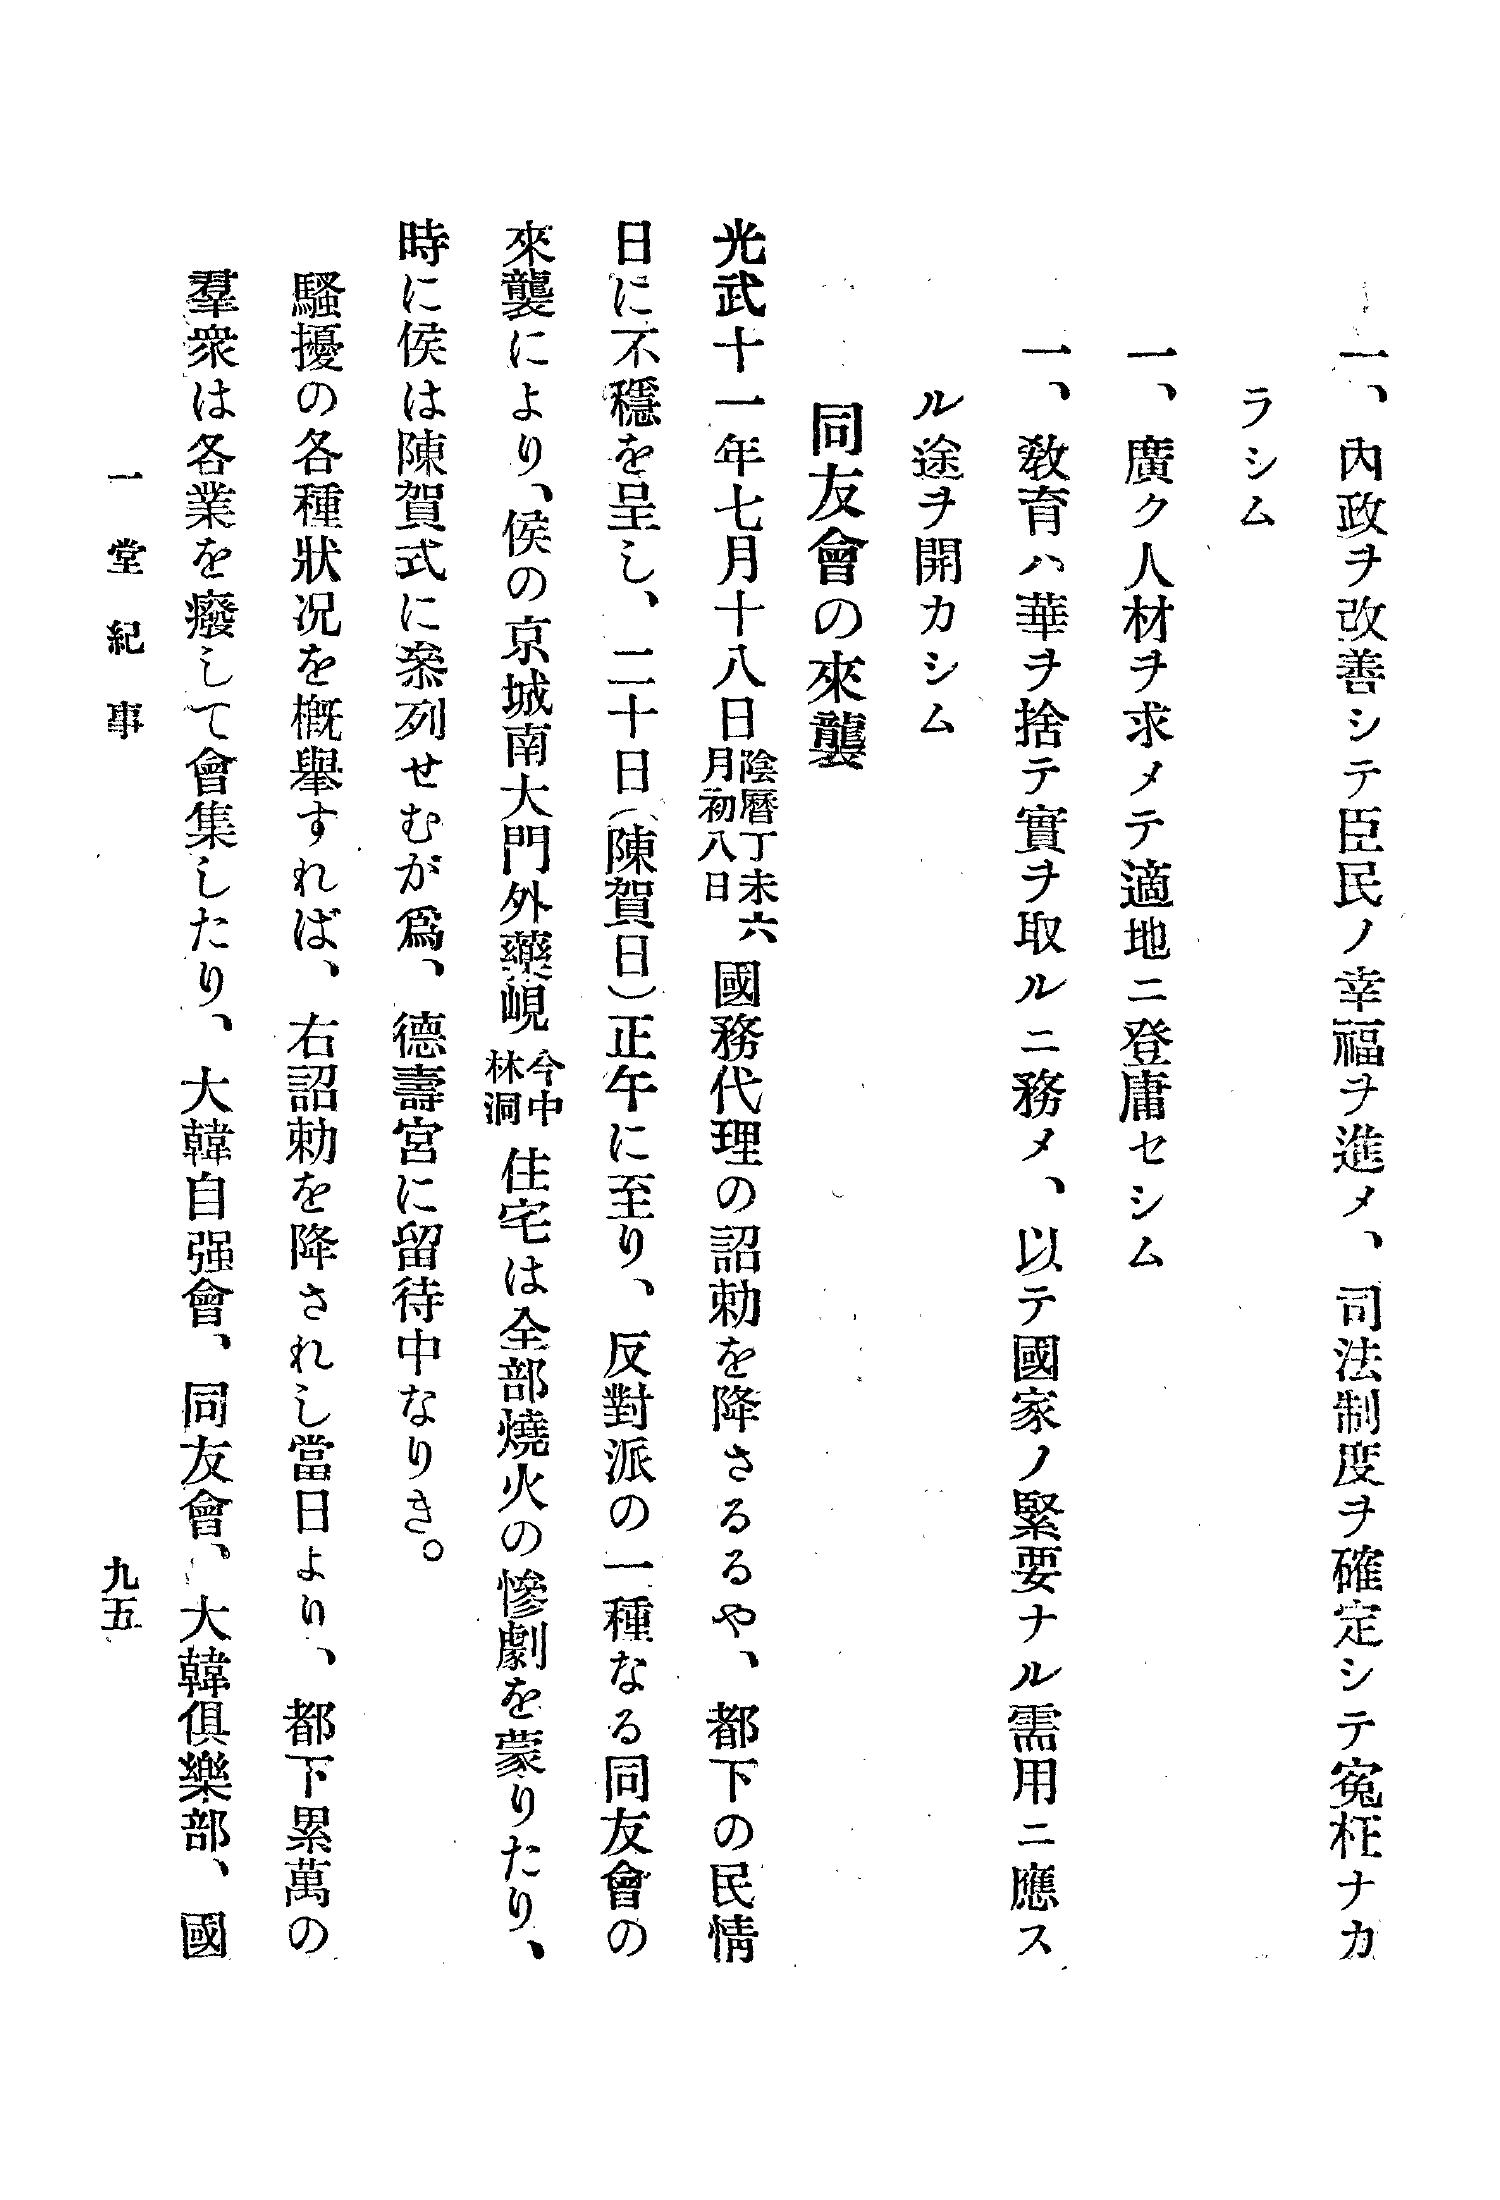 一、內政ヲ改善シテ臣民ノ幸福ヲ進メ、司法制度ヲ確定シテ寃枉ナカ
ラシム
一、廣ク人材ヲ求メテ適地ニ登庸セシム
一、敎育ハ華ヲ捨テ實ヲ取ルニ務メ、以テ國家ノ緊要ナル需用ニ應ス
ル途ヲ開カシム
同友會の來襲
光武十一年七月十八日陰曆丁未六月初八日國務代理の詔勅を降さるるや、都下の民情
日に不穩を呈し、二十日(陳賀日)正午に至り、反對派の一種なる同友會の
來襲により、侯の京城南大門外藥峴今中林洞住宅は全部燒火の慘劇を蒙りたり、
時に侯は陳賀式に叅列せむが爲、德壽宮に留待中なりき。
騷擾の各種狀况を槪擧すれば、右詔勅を降されし當日より、都下累萬の
羣衆は各業を癈して會集したり、大韓自强會、同友會、大韓俱樂部、國
一堂紀事
九五